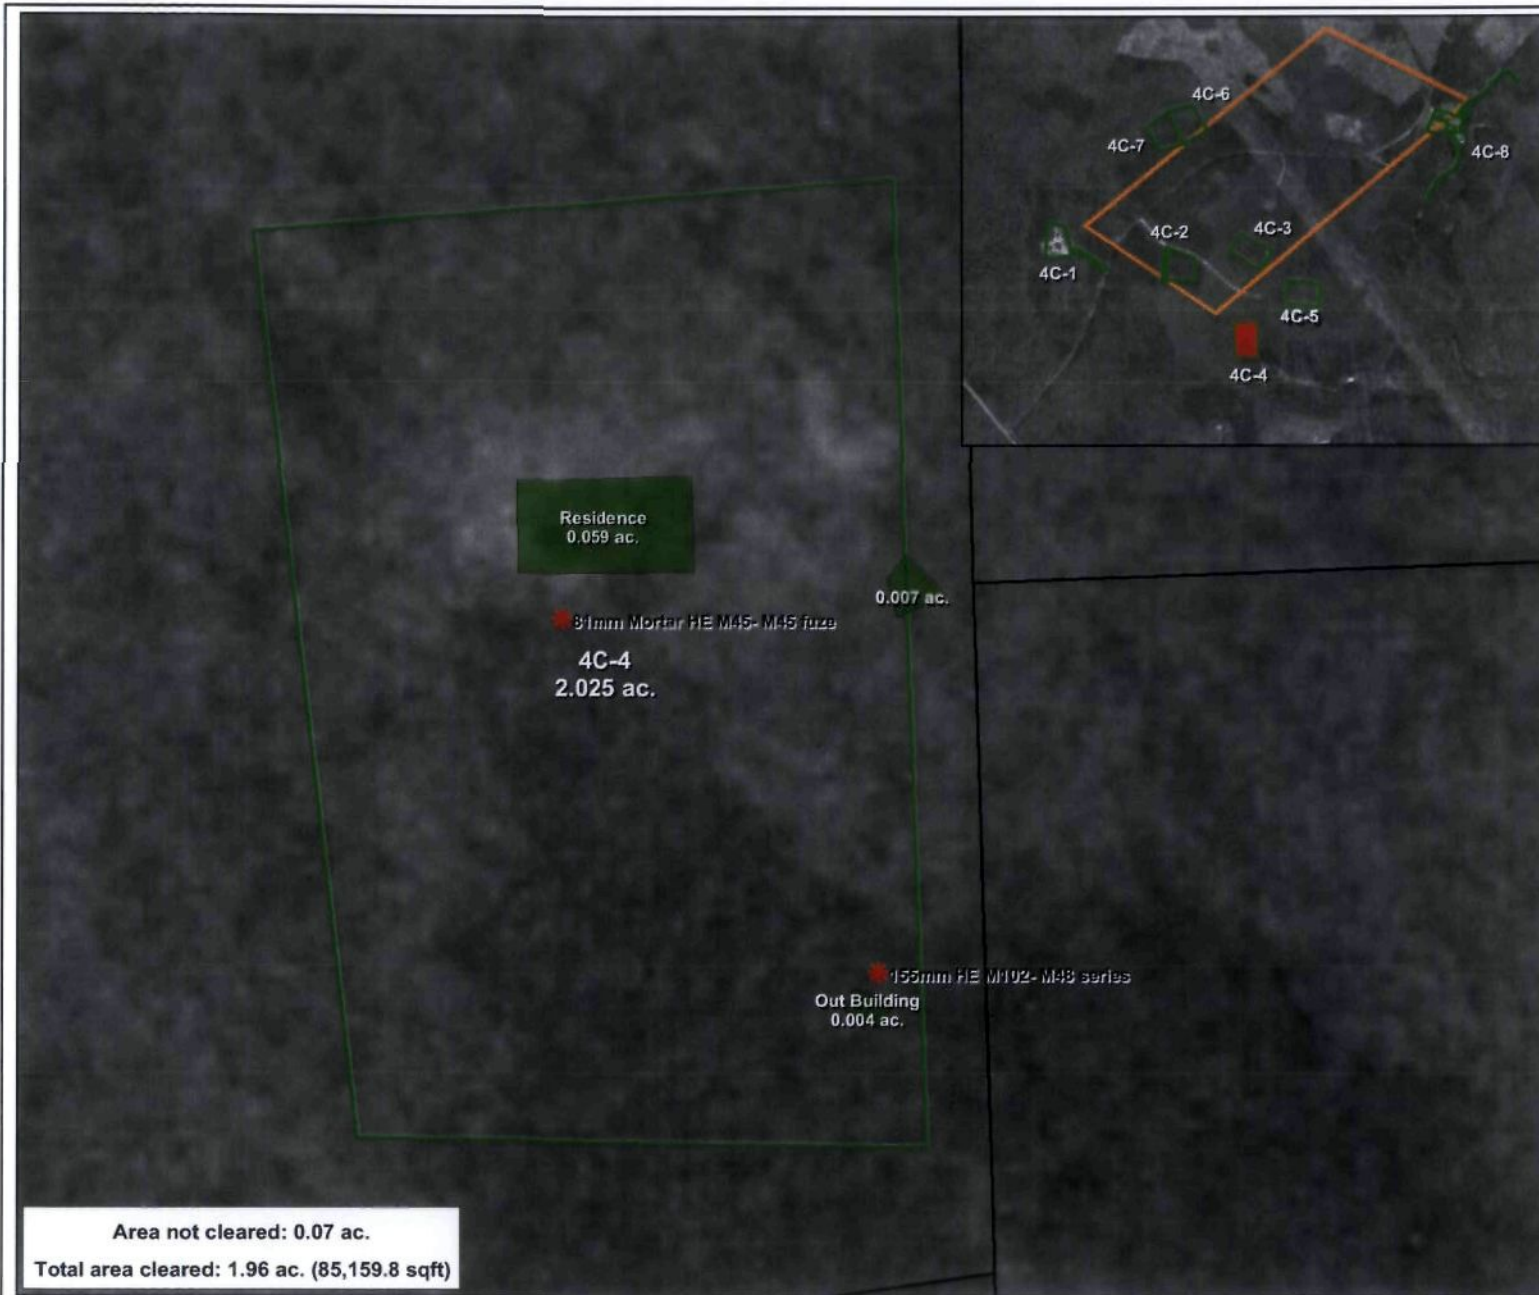 4C-6
4C-7
4C-8
4C-2
4C-3
4C-1
4C-5
4C-4
Residence
0.059 ac.
0.007 ac.
81mm Mortar HE M45- M45 fuze
4C-4
2.025 ac.
155mm HE M102- M48 series
Out Building
0.004 ac.
Area not cleared: 0.07 ac.
Total area cleared: 1.96 ac. (85,159.8 sqft)